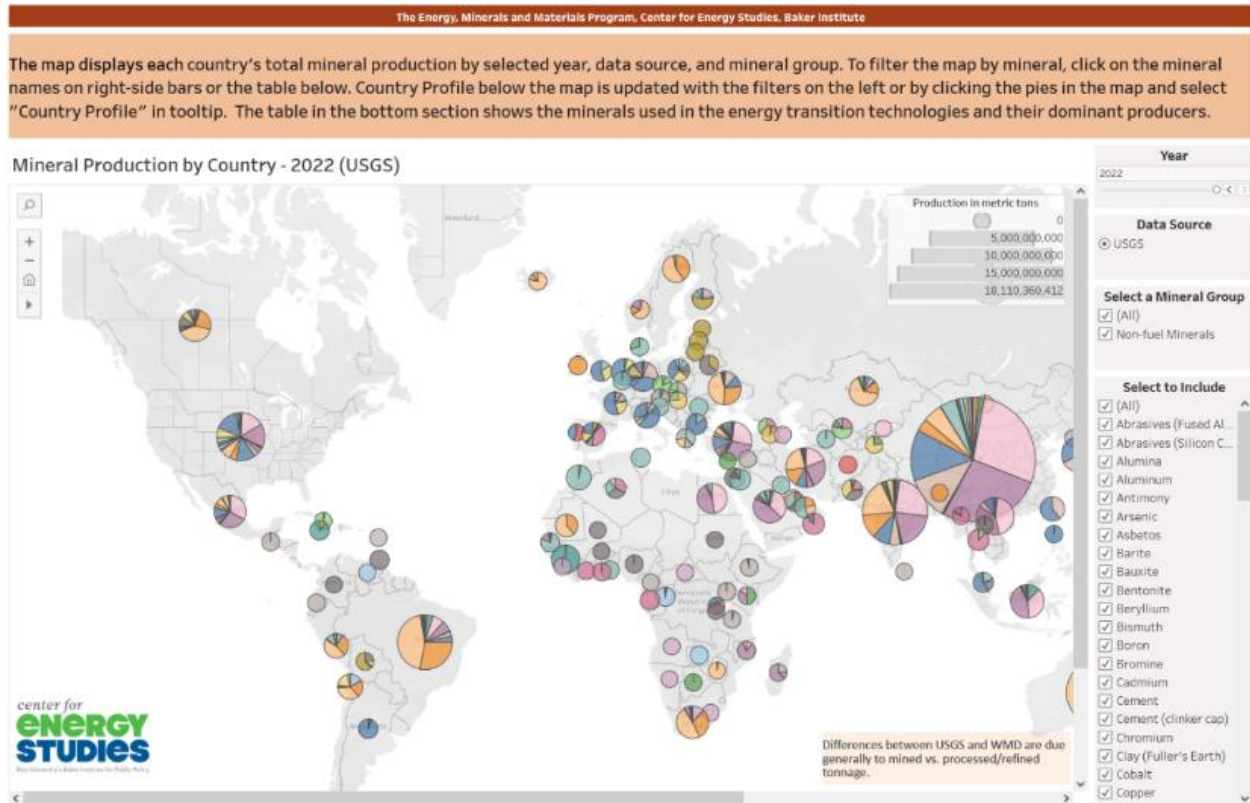 The Energy, Minerals and Materials Program, Center for Energy Studies, Baker Institute
The map displays each country's total mineral production by selected year, data source, and mineral group. To filter the map by mineral, click on the mineral
names on right-side bars or the table below. Country Profile below the map is updated with the filters on the left or by clicking the pies in the map and select
"Country Profile" in tooltip. The table in the bottom section shows the minerals used in the energy transition technologies and their dominant producers.
Mineral Production by Country - 2022 (USGS)
Production in metric tons
0
5,000,000,000
10,000,000,000
15,000,000,000
18,110,360,412
Libya
center for
ENERGY
STUDIES
Differences between USGS and WMD are due
generally to mined vs. processed/refined
tonnage.
Year
2022
Data Source
USGS
Select a Mineral Group
(All)
Non-fuel Minerals
Select to Include
(All)
Abrasives (Fused Al...
Abrasives (Silicon C...
Alumina
Aluminum
Antimony
Arsenic
Asbetos
Barite
Bauxite
Bentonite
Beryllium
Bismuth
Boron
Bromine
Cadmium
Cement
Cement (clinker cap)
Chromium
Clay (Fuller's Earth)
Cobalt
Copper